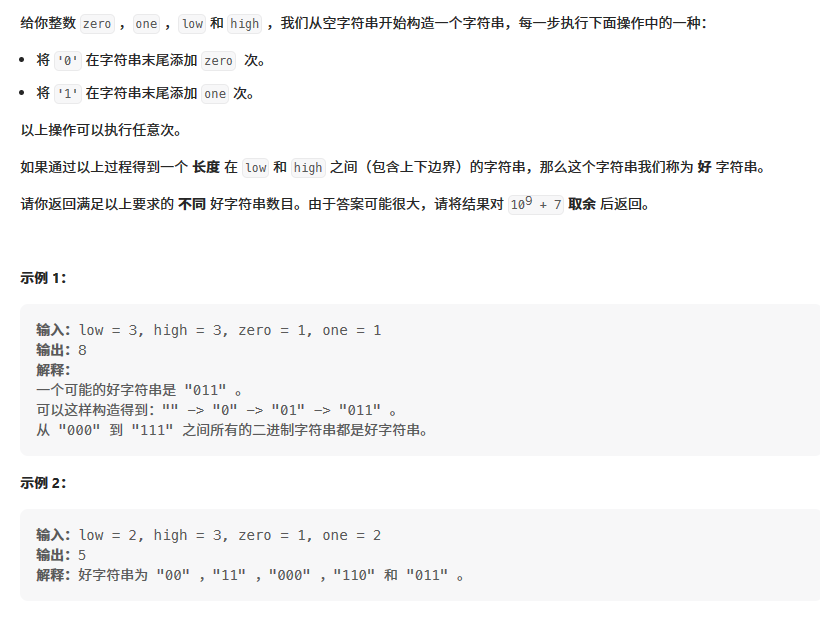 给你整数 zero ，one ，low 和 high ，我们从空字符串开始构造一个字符串，每一步执行下面操作中的一种：
• 将 '0' 在字符串末尾添加 zero 次。
• 将 '1' 在字符串末尾添加 one 次。
以上操作可以执行任意次。
如果通过以上过程得到一个 长度 在 low 和 high 之间（包含上下边界）的字符串，那么这个字符串我们称为 好 字符串。
请你返回满足以上要求的 不同 好字符串数目。由于答案可能很大，请将结果对 10⁹ + 7 取余 后返回。
示例 1：
输入：low = 3, high = 3, zero = 1, one = 1
输出：8
解释：
一个可能的好字符串是 "011" 。
可以这样构造得到："" -> "0" -> "01" -> "011" 。
从 "000" 到 "111" 之间所有的二进制字符串都是好字符串。
示例 2：
输入：low = 2, high = 3, zero = 1, one = 2
输出：5
解释：好字符串为 "00" ，"11" ，"000" ，"110" 和 "011" 。